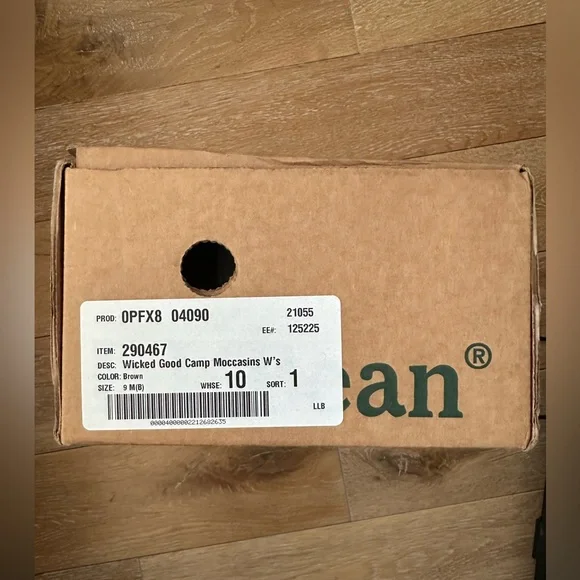 PROD: 0PFX8 04090 21055
EE#: 125225
ITEM: 290467
DESC: Wicked Good Camp Moccasins W's
COLOR: Brown
SIZE: 9 M(B) WHSE: 10 SORT: 1
00004000002212682635 LLB
ean®